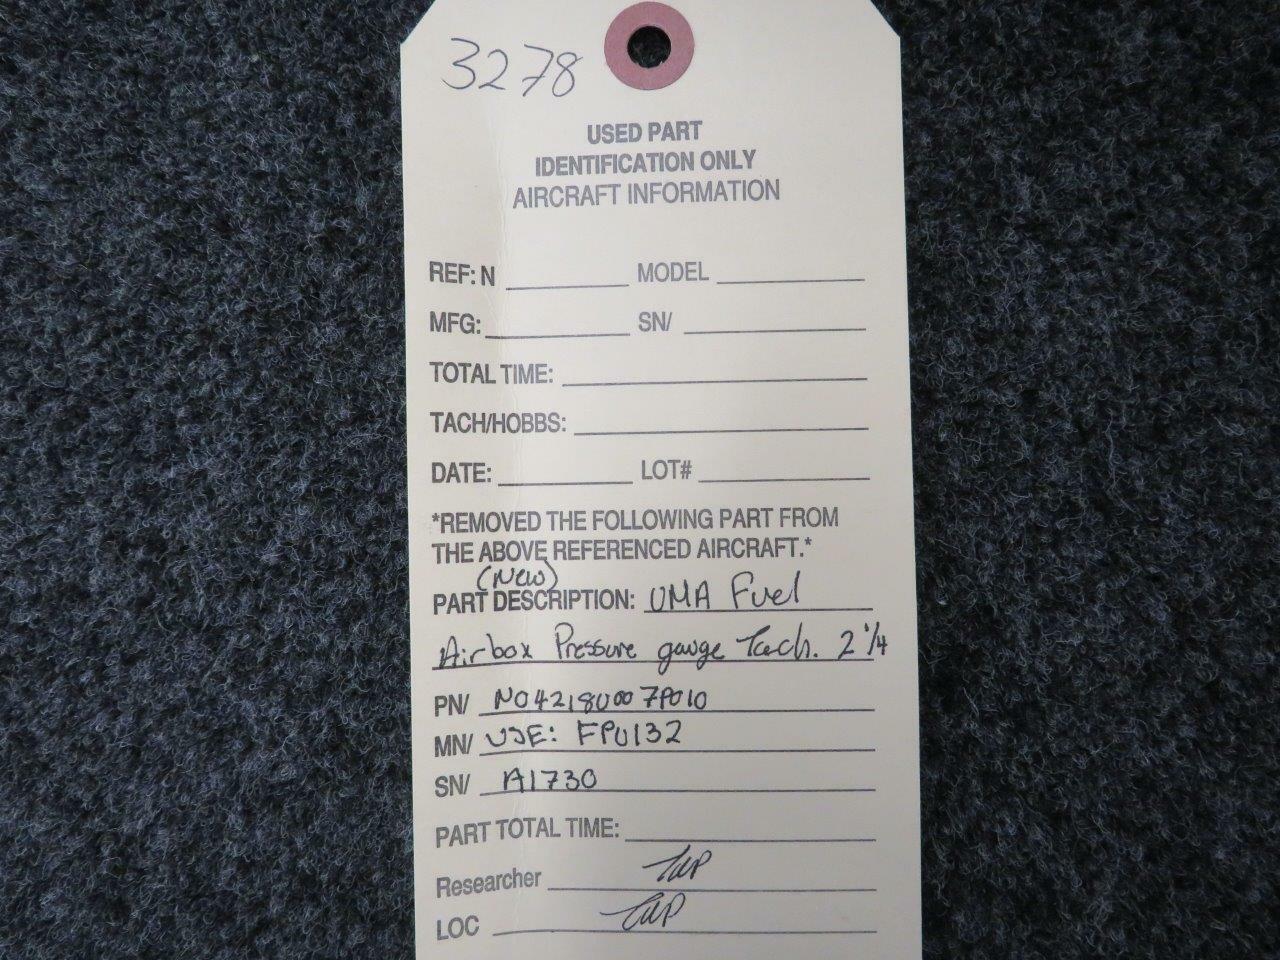 3278
USED PART
IDENTIFICATION ONLY
AIRCRAFT INFORMATION
REF: N MODEL
MFG: SN/
TOTAL TIME:
TACH/HOBBS:
DATE: LOT#
*REMOVED THE FOLLOWING PART FROM
THE ABOVE REFERENCED AIRCRAFT.*
(New)
PART DESCRIPTION: UMA Fuel
Airbox Pressure gauge Tach. 2 1/4
PN/ N042180007P010
MN/ USE: FPU132
SN/ A1730
PART TOTAL TIME:
Researcher
LOC